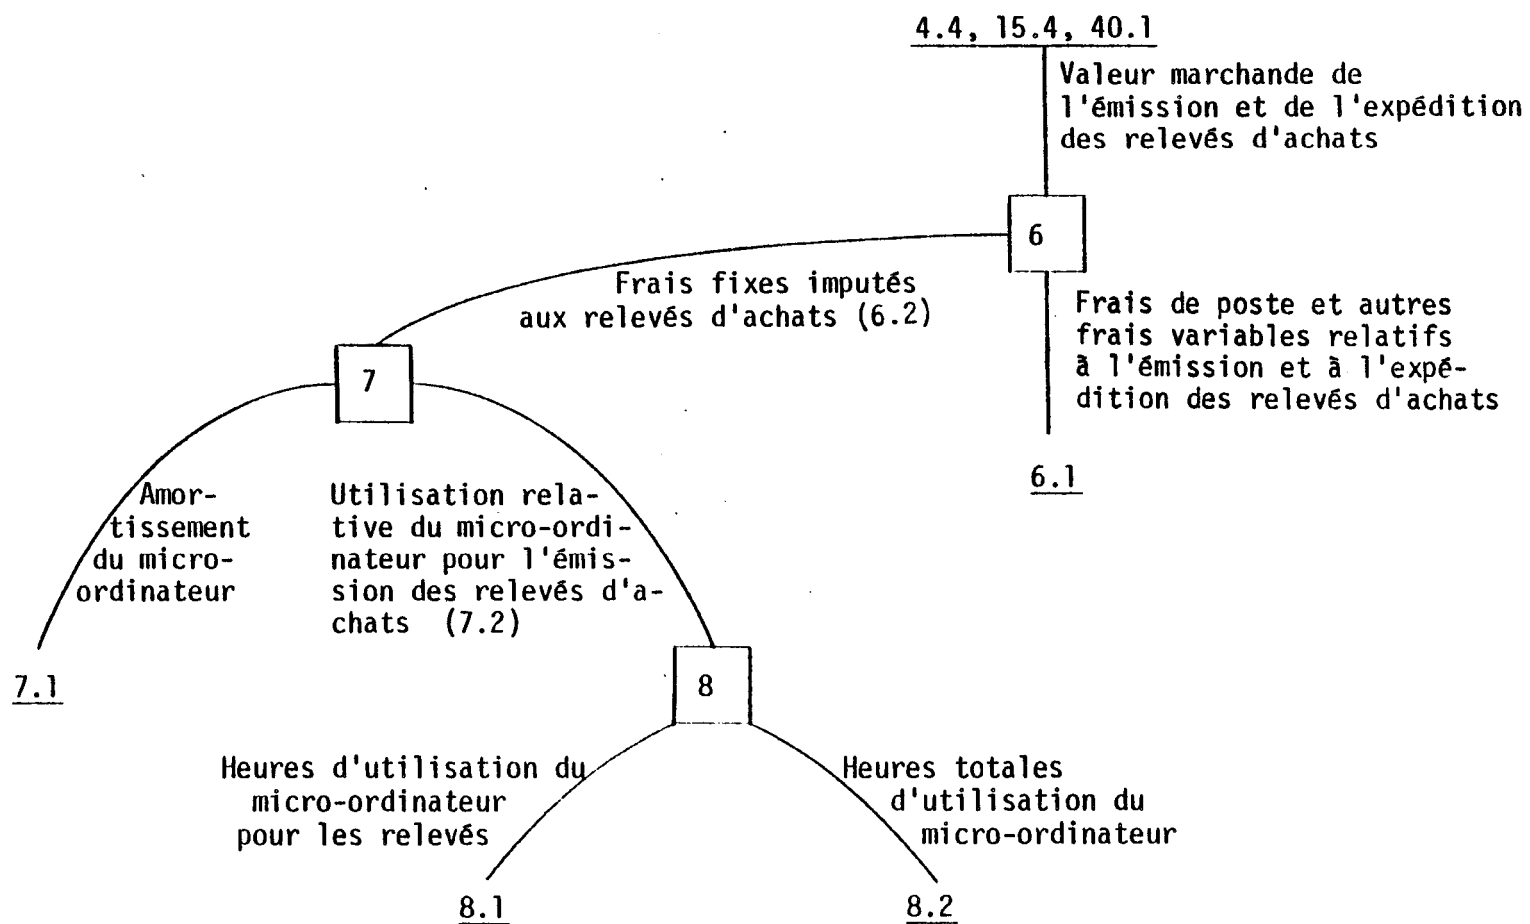 4.4, 15.4, 40.1
Valeur marchande de
l'émission et de l'expédition
des relevés d'achats
6
Frais fixes imputés
aux relevés d'achats (6.2)
Frais de poste et autres
frais variables relatifs
à l'émission et à l'expé-
dition des relevés d'achats
6.1
7
Amor-
tissement
du micro-
ordinateur
Utilisation rela-
tive du micro-ordi-
nateur pour l'émis-
sion des relevés d'a-
chats (7.2)
7.1
8
Heures d'utilisation du
micro-ordinateur
pour les relevés
Heures totales
d'utilisation du
micro-ordinateur
8.1
8.2